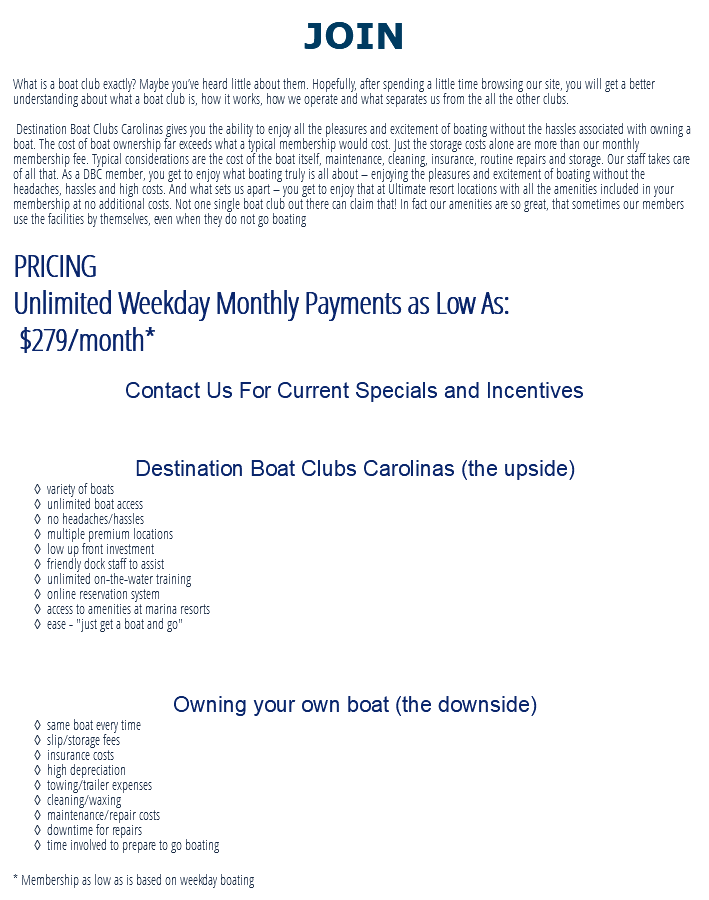 JOIN
What is a boat club exactly? Maybe you've heard little about them. Hopefully, after spending a little time browsing our site, you will get a better
understanding about what a boat club is, how it works, how we operate and what separates us from the all the other clubs.
Destination Boat Clubs Carolinas gives you the ability to enjoy all the pleasures and excitement of boating without the hassles associated with owning a
boat. The cost of boat ownership far exceeds what a typical membership would cost. Just the storage costs alone are more than our monthly
membership fee. Typical considerations are the cost of the boat itself, maintenance, cleaning, insurance, routine repairs and storage. Our staff takes care
of all that. As a DBC member, you get to enjoy what boating truly is all about – enjoying the pleasures and excitement of boating without the
headaches, hassles and high costs. And what sets us apart – you get to enjoy that at Ultimate resort locations with all the amenities included in your
membership at no additional costs. Not one single boat club out there can claim that! In fact our amenities are so great, that sometimes our members
use the facilities by themselves, even when they do not go boating
PRICING
Unlimited Weekday Monthly Payments as Low As:
$279/month*
Contact Us For Current Specials and Incentives
Destination Boat Clubs Carolinas (the upside)
◊ variety of boats
◊ unlimited boat access
◊ no headaches/hassles
◊ multiple premium locations
◊ low up front investment
◊ friendly dock staff to assist
◊ unlimited on-the-water training
◊ online reservation system
◊ access to amenities at marina resorts
◊ ease - "just get a boat and go"
Owning your own boat (the downside)
◊ same boat every time
◊ slip/storage fees
◊ insurance costs
◊ high depreciation
◊ towing/trailer expenses
◊ cleaning/waxing
◊ maintenance/repair costs
◊ downtime for repairs
◊ time involved to prepare to go boating
* Membership as low as is based on weekday boating